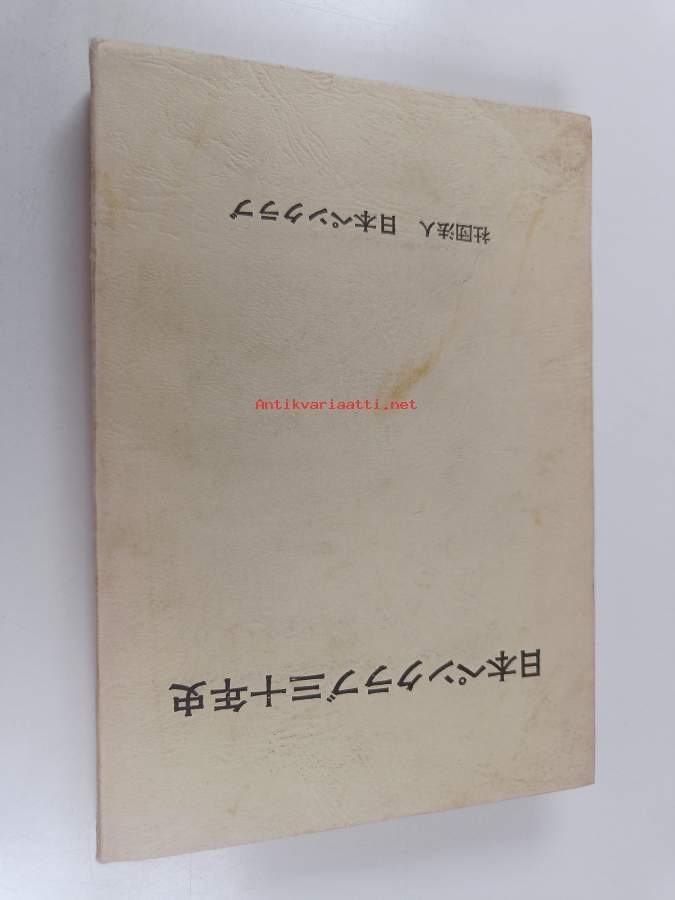 日本ペンクラブ三十年史
社団法人　日本ペンクラブ
Antikvariaatti.net